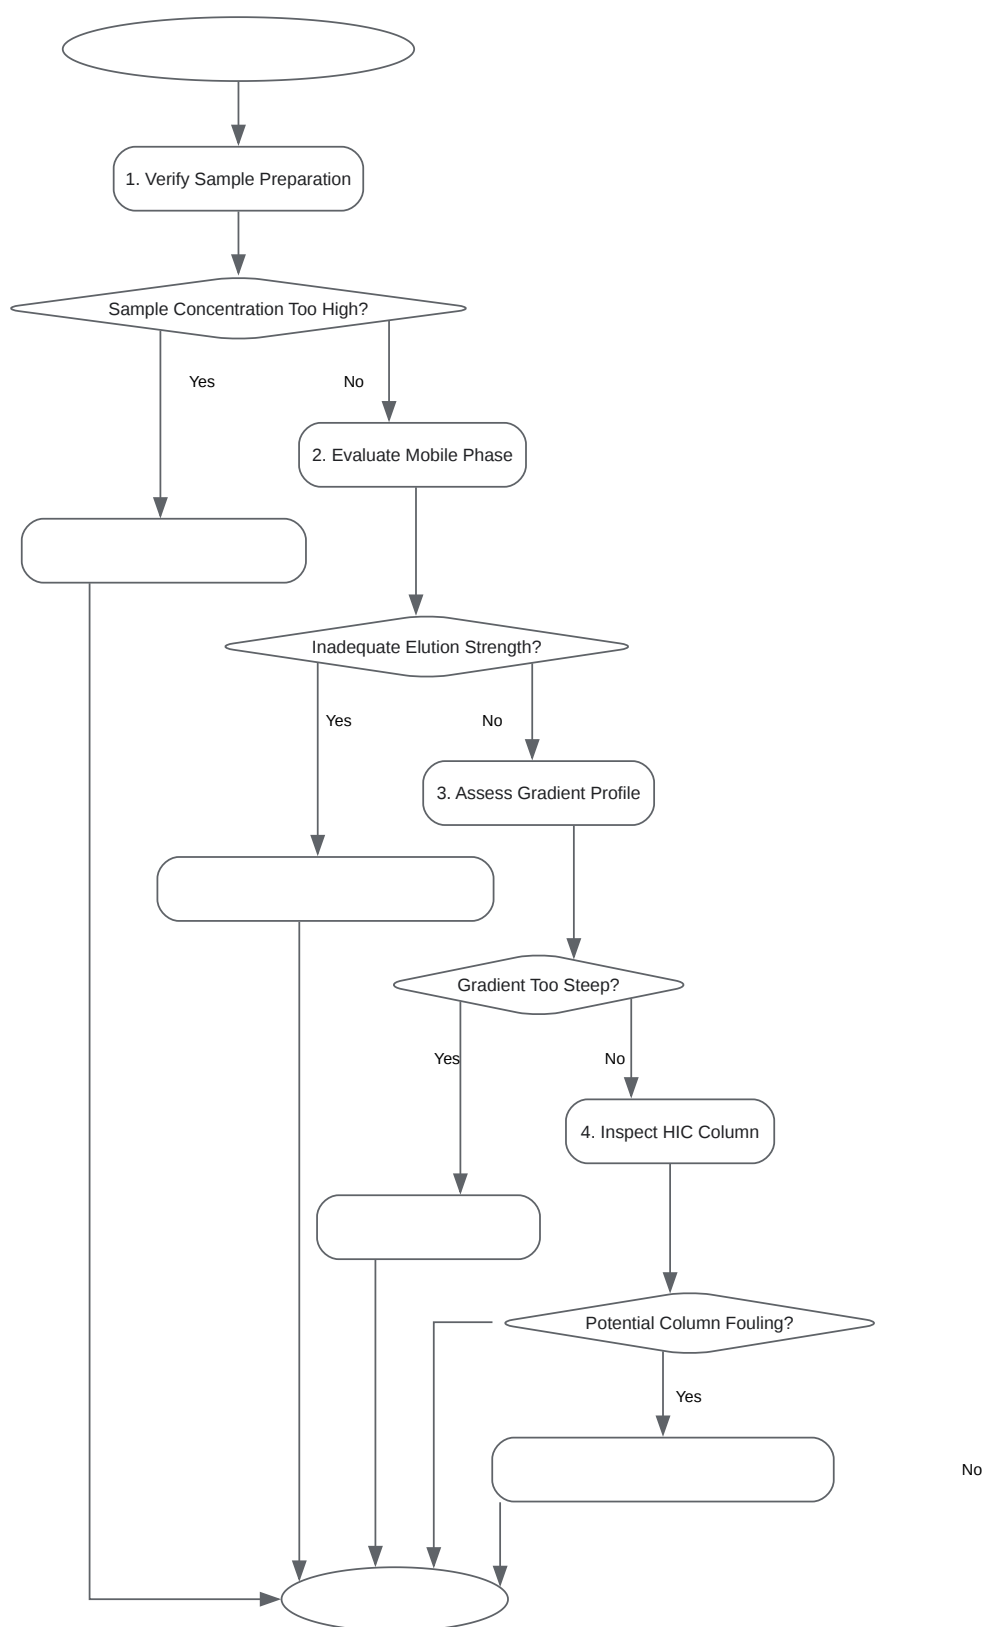 1. Verify Sample Preparation
Sample Concentration Too High?
Yes
No
2. Evaluate Mobile Phase
Inadequate Elution Strength?
Yes
No
3. Assess Gradient Profile
Gradient Too Steep?
Yes
No
4. Inspect HIC Column
Potential Column Fouling?
Yes
No